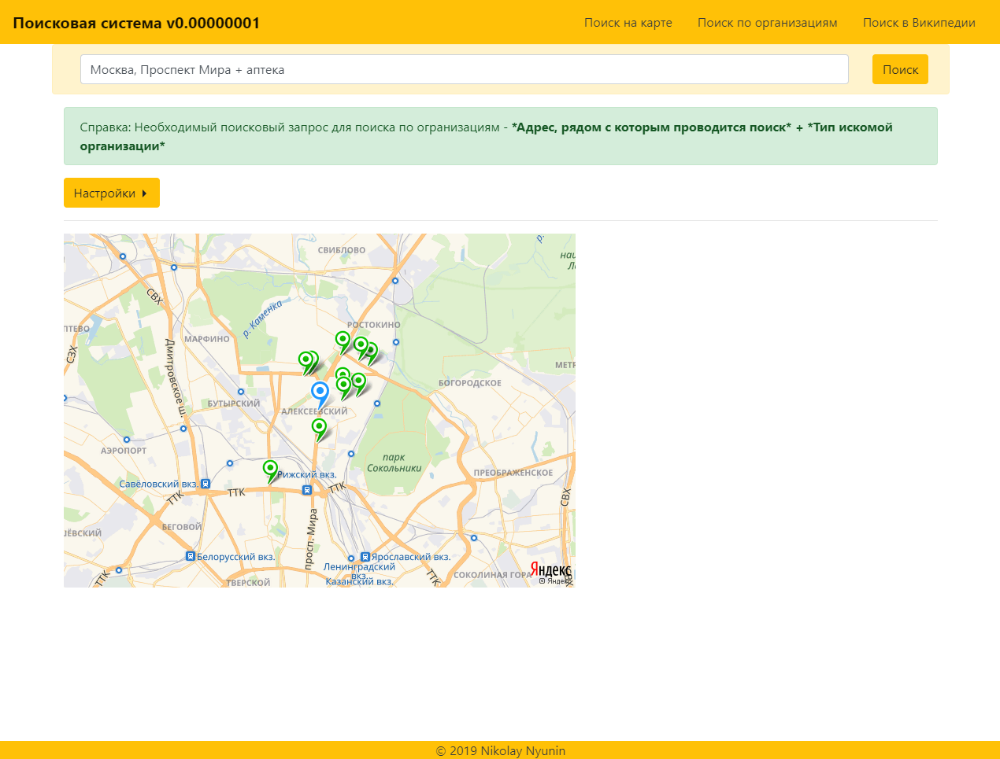 Поисковая система v0.00000001
Поиск на карте
Поиск по организациям
Поиск в Википедии
Москва, Проспект Мира + аптека
Поиск
Справка: Необходимый поисковый запрос для поиска по огранизациям - *Адрес, рядом с которым проводится поиск* + *Тип искомой
организации*
Настройки
СВИБЛОВО
р.
СВХ
р. Каменка
ПТЕВО
РОСТОКИНО
МАРФИНО
СЗХ
Дмитровское ш.
МЕТР
БОГОРОДСКОЕ
БУТЫРСКИЙ
АЛЕКСЕЕВСКИЙ
АЭРОПОРТ
парк
Сокольники
ПРЕОБРАЖЕНСКОЕ
Рижский вкз.
Савёловский вкз.
ТТК
ТТК
ТТК
СВХ
БЕГОВОЙ
ШЁВСКИЙ
просп. Мира
Белорусский вкз.
Ярославский вкз.
Ленинградский
вкз.
Казанский вкз.
ТТК
ТТК
ТВЕРСКОЙ
СОКОЛИНАЯ ГОРА
Яндекс
© Яндекс
© 2019 Nikolay Nyunin